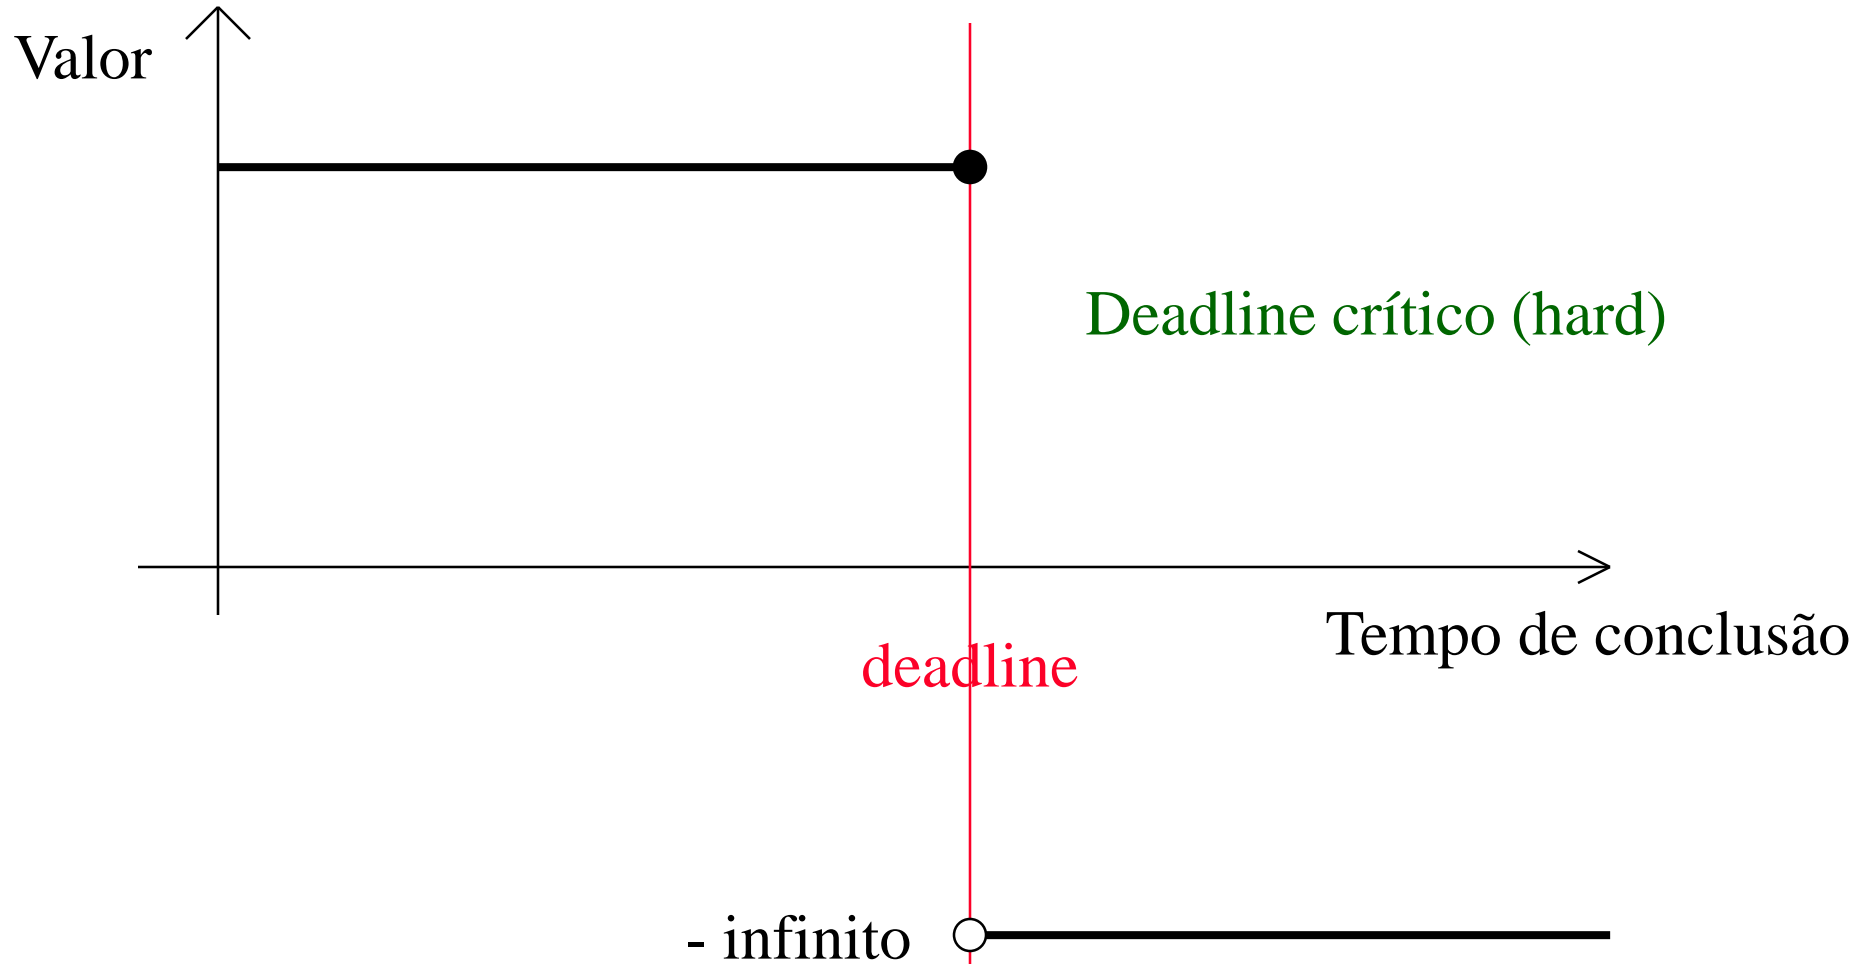 Valor
Deadline crítico (hard)
Tempo de conclusão
deadline
- infinito